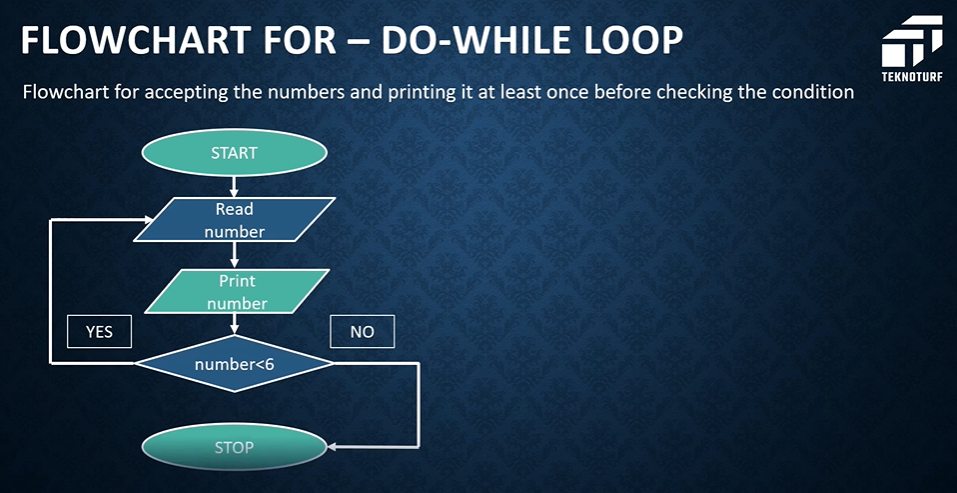 FLOWCHART FOR – DO-WHILE LOOP
TEKNOTURF
Flowchart for accepting the numbers and printing it at least once before checking the condition
START
Read
number
Print
number
YES
NO
number<6
STOP